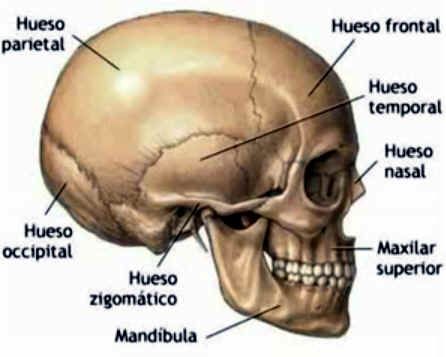 Hueso
parietal
Hueso frontal
Hueso
temporal
Hueso
nasal
Hueso
occipital
Maxilar
superior
Hueso
zigomático
Mandíbula